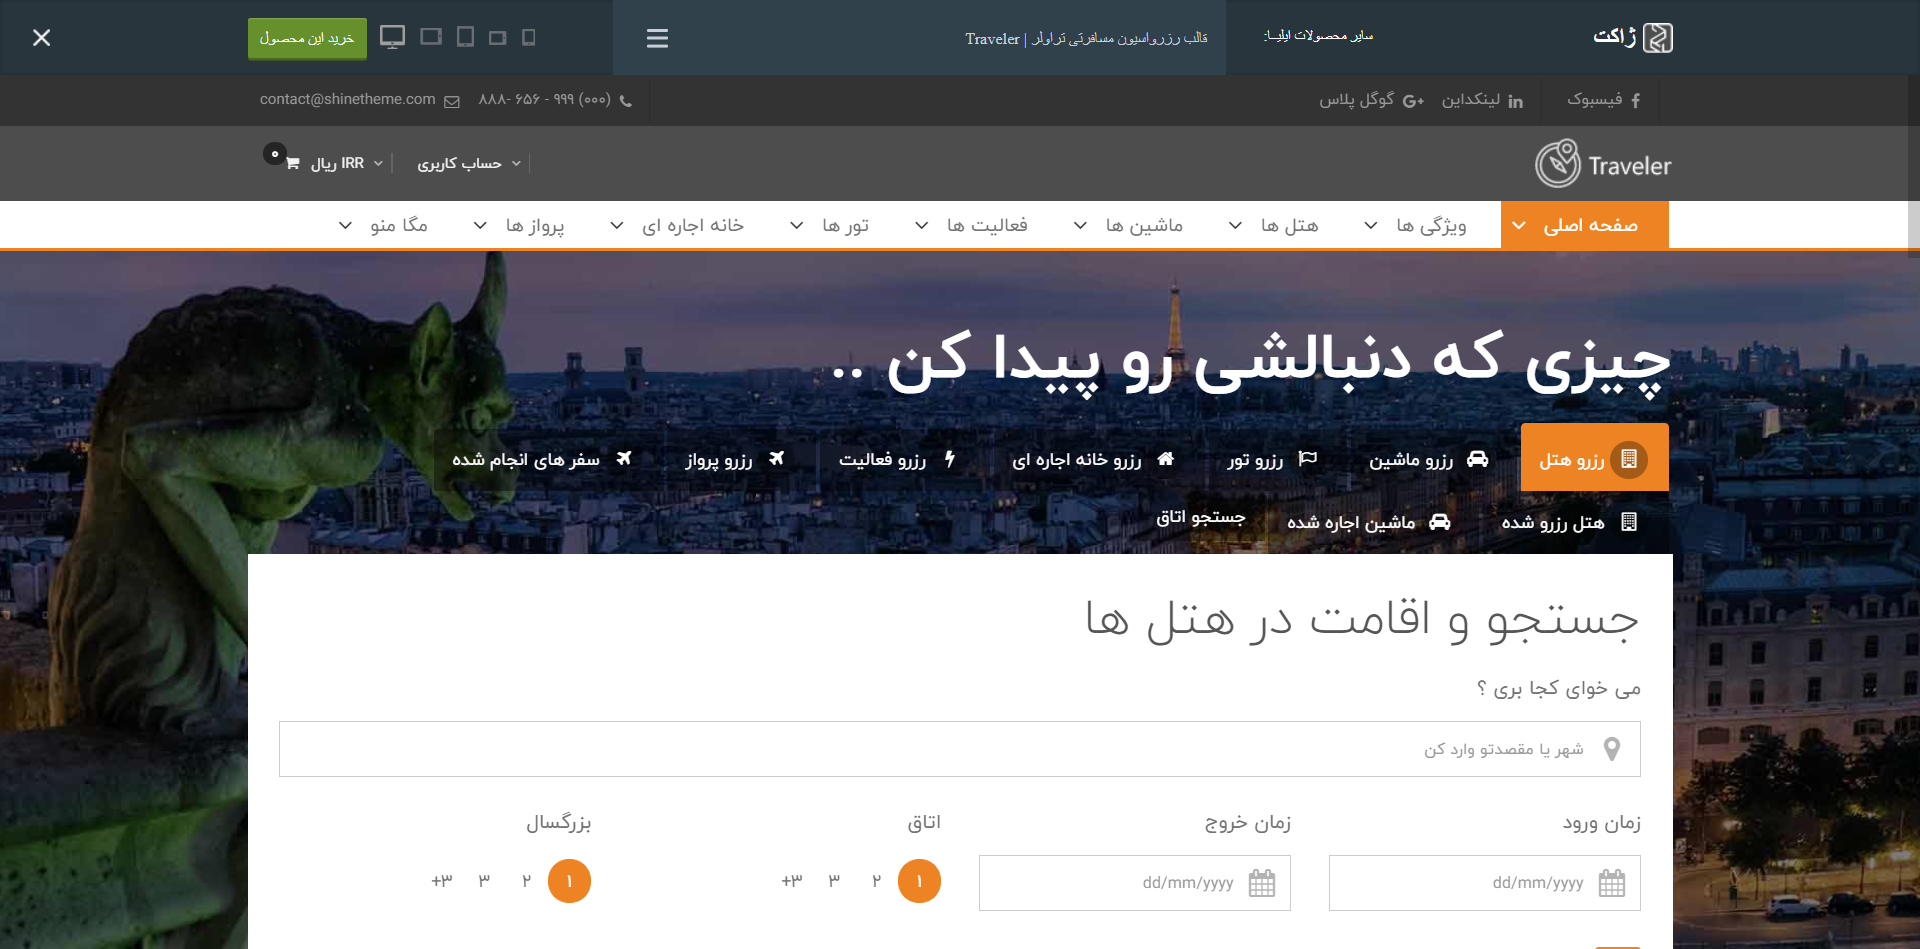 ژاکت
سایر محصولات ایلیا:
قالب رزرواسیون مسافرتی تراولر | Traveler
خرید این محصول
فیسبوک
لینکداین
گوگل پلاس
(۰۰۰) ۹۹۹ - ۶۵۶ -۸۸۸
contact@shinetheme.com
Traveler
حساب کاربری
IRR ریال
۰
صفحه اصلی
ویژگی ها
هتل ها
ماشین ها
فعالیت ها
تور ها
خانه اجاره ای
پرواز ها
مگا منو
چیزی که دنبالشی رو پیدا کن ..
رزرو هتل
رزرو ماشین
رزرو تور
رزرو خانه اجاره ای
رزرو فعالیت
رزرو پرواز
سفر های انجام شده
هتل رزرو شده
ماشین اجاره شده
جستجو اتاق
جستجو و اقامت در هتل ها
می خوای کجا بری ؟
شهر یا مقصدتو وارد کن
زمان ورود
زمان خروج
اتاق
بزرگسال
dd/mm/yyyy
dd/mm/yyyy
۱ ۲ ۳ ۳+
۱ ۲ ۳ ۳+